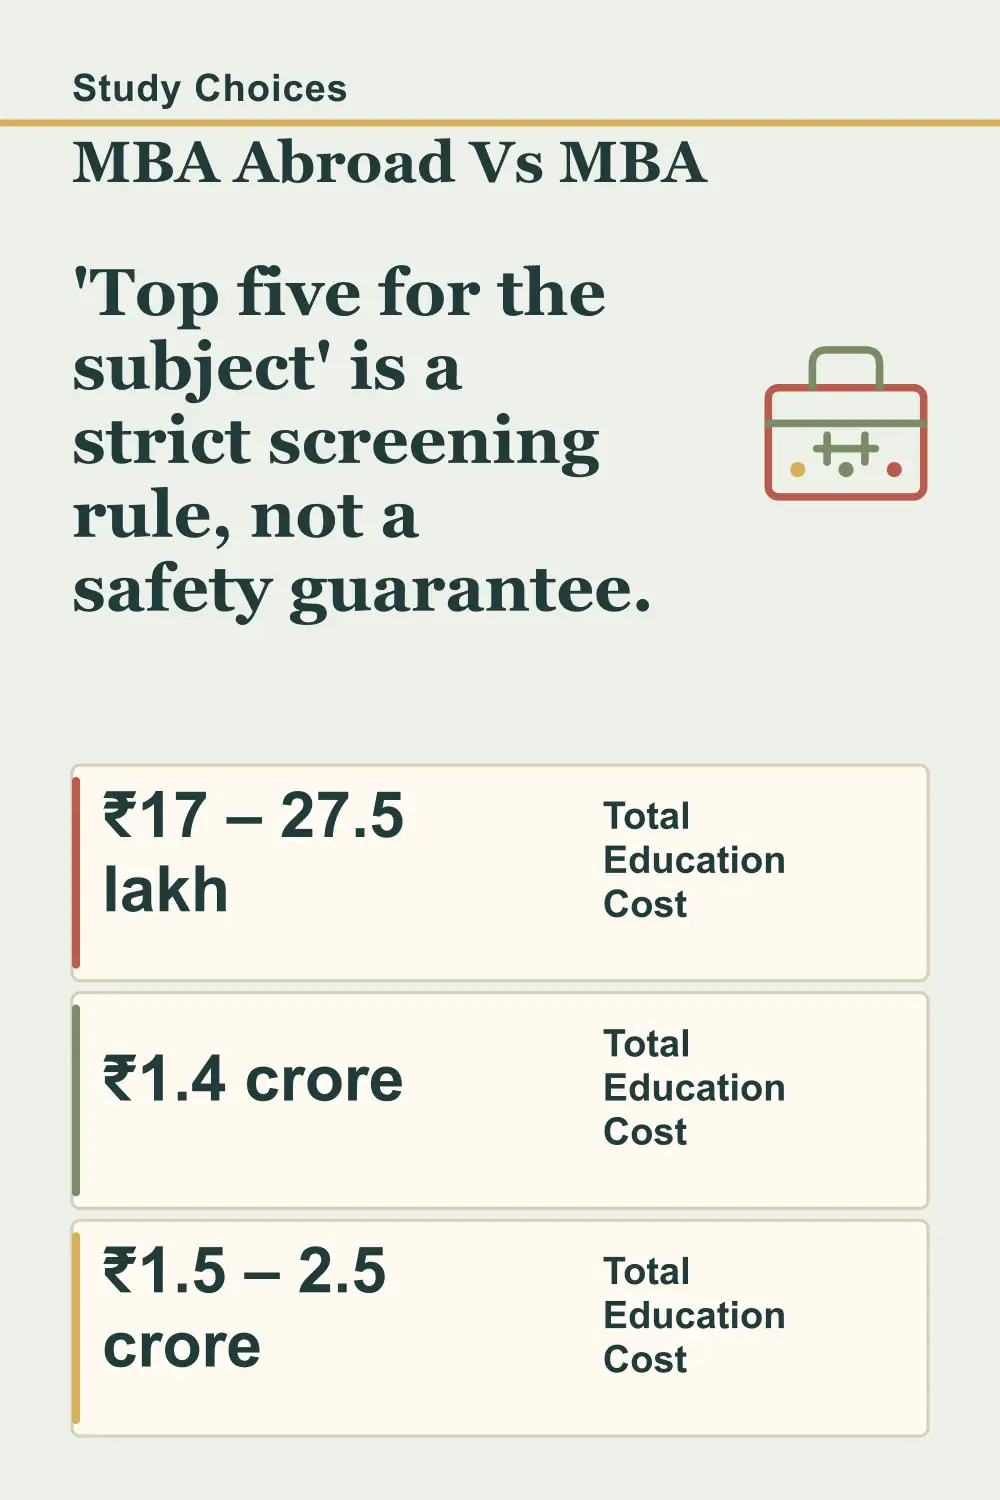 Study Choices
MBA Abroad Vs MBA
'Top five for the
subject' is a
strict screening
rule, not a
safety guarantee.
₹17 – 27.5
lakh
Total
Education
Cost
₹1.4 crore
Total
Education
Cost
₹1.5 – 2.5
crore
Total
Education
Cost